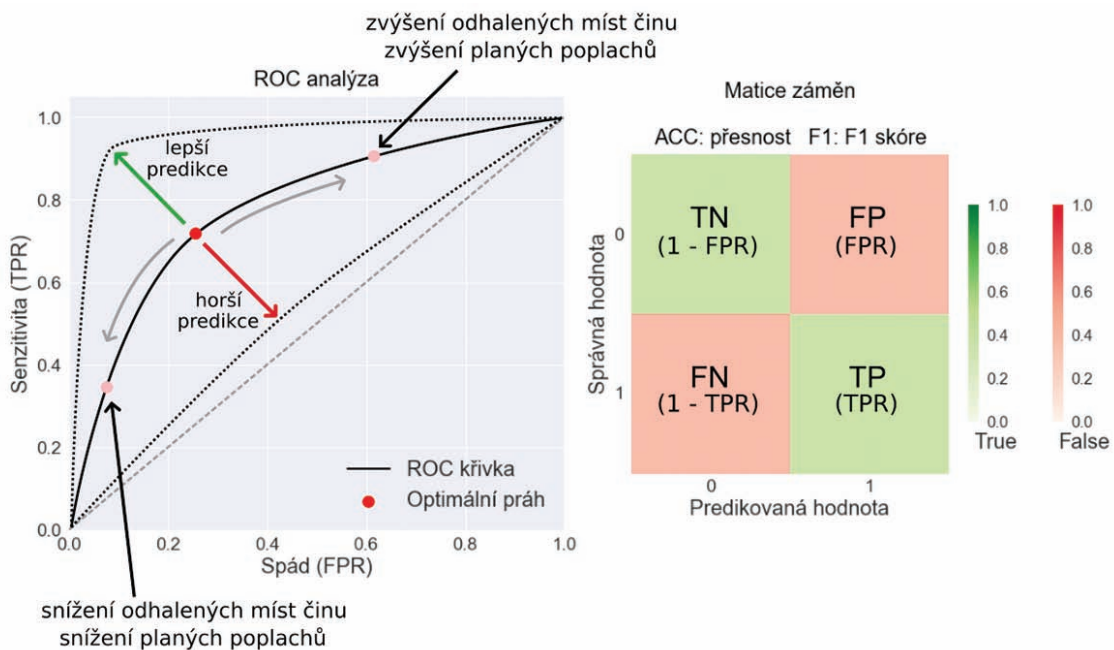 zvýšení odhalených míst činu
zvýšení planých poplachů
ROC analýza
1.0
0.8
0.6
0.4
0.2
0.0
Senzitivita (TPR)
lepší
predikce
horší
predikce
ROC křivka
Optimální práh
0.0 0.2 0.4 0.6 0.8 1.0
Spád (FPR)
snížení odhalených míst činu
snížení planých poplachů
Matice záměn
ACC: přesnost F1: F1 skóre
Správná hodnota
0
1
TN
(1 - FPR)
FP
(FPR)
FN
(1 - TPR)
TP
(TPR)
0 1
Predikovaná hodnota
1.0
0.8
0.6
0.4
0.2
0.0
True
1.0
0.8
0.6
0.4
0.2
0.0
False